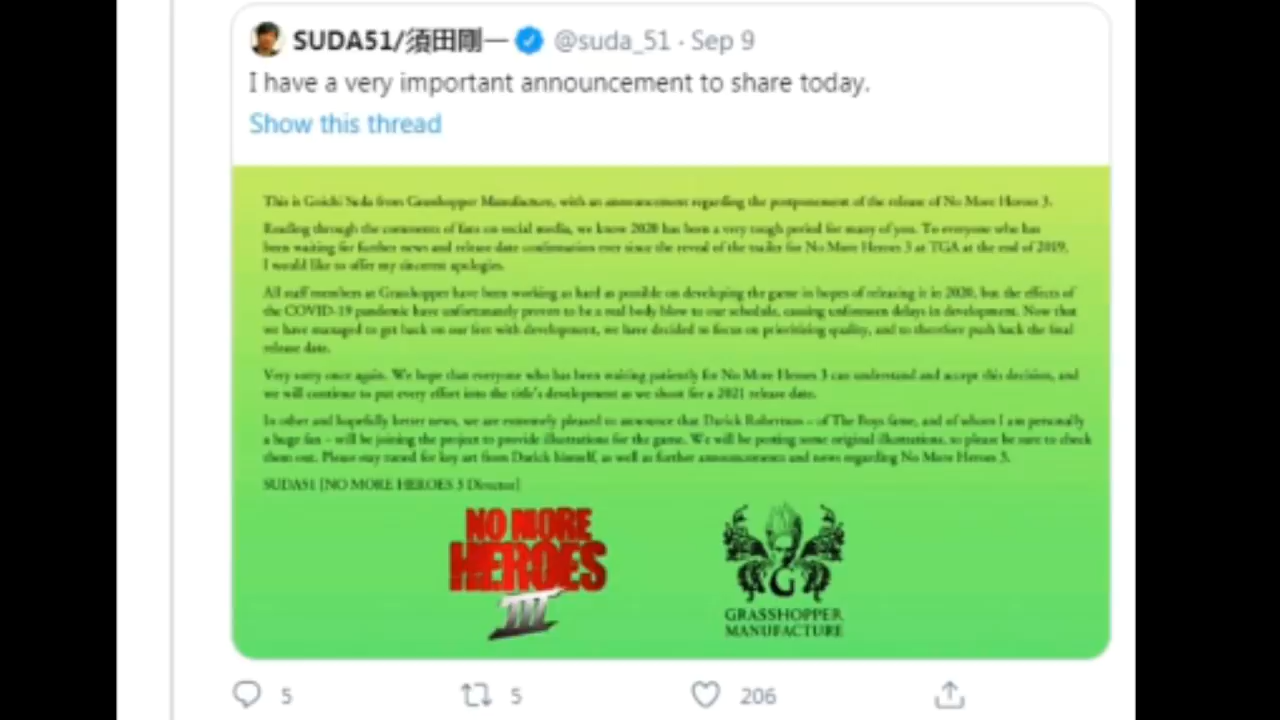 SUDA51/須田剛一 @suda_51 · Sep 9
I have a very important announcement to share today.
Show this thread
This is Goichi Suda from Grasshopper Manufacture, with an announcement regarding the postponement of the release of No More Heroes 3.
Reading through the comments of fans on social media, we know 2020 has been a very tough period for many of you. To everyone who has
been waiting for further news and release date confirmation ever since the reveal of the trailer for No More Heroes 3 at TGA at the end of 2019,
I would like to offer my sincerest apologies.
All staff members at Grasshopper have been working as hard as possible on developing the game in hopes of releasing it in 2020, but the effects of
the COVID-19 pandemic have unfortunately proven to be a real body blow to our schedule, causing unforeseen delays in development. Now that
we have managed to get back on our feet with development, we have decided to focus on prioritizing quality, and to therefore push back the final
release date.
Very sorry once again. We hope that everyone who has been waiting patiently for No More Heroes 3 can understand and accept this decision, and
we will continue to put every effort into the title's development as we shoot for a 2021 release date.
In other and hopefully better news, we are extremely pleased to announce that Darick Robertson – of The Boys fame, and of whom I am personally
a huge fan – will be joining the project to provide illustrations for the game. We will be posting some original illustrations, so please be sure to check
them out. Please stay tuned for key art from Darick himself, as well as further announcements and news regarding No More Heroes 3.
SUDA51 [NO MORE HEROES 3 Director]
NO MORE
HEROES
III
G
GRASSHOPPER
MANUFACTURE
5 5 206